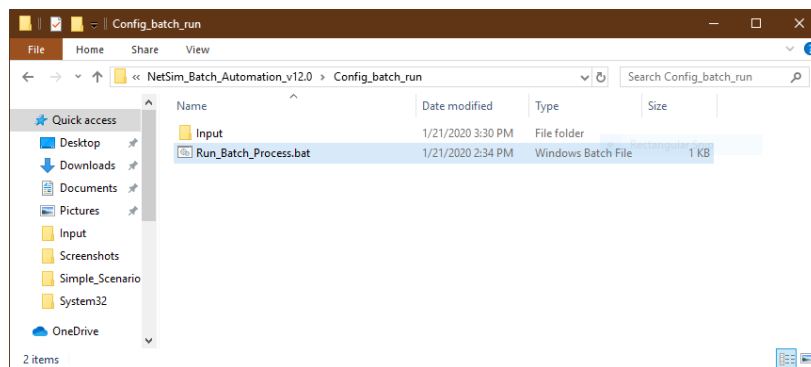 Config_batch_run
File Home Share View
« NetSim_Batch_Automation_v12.0 › Config_batch_run
Search Config_batch_run
Name Date modified Type Size
Quick access
Desktop
Downloads
Documents
Pictures
Input
Screenshots
Simple_Scenario
System32
OneDrive
Input 1/21/2020 3:30 PM File folder
Run_Batch_Process.bat 1/21/2020 2:34 PM Windows Batch File 1 KB
Rectangular Snip
2 items